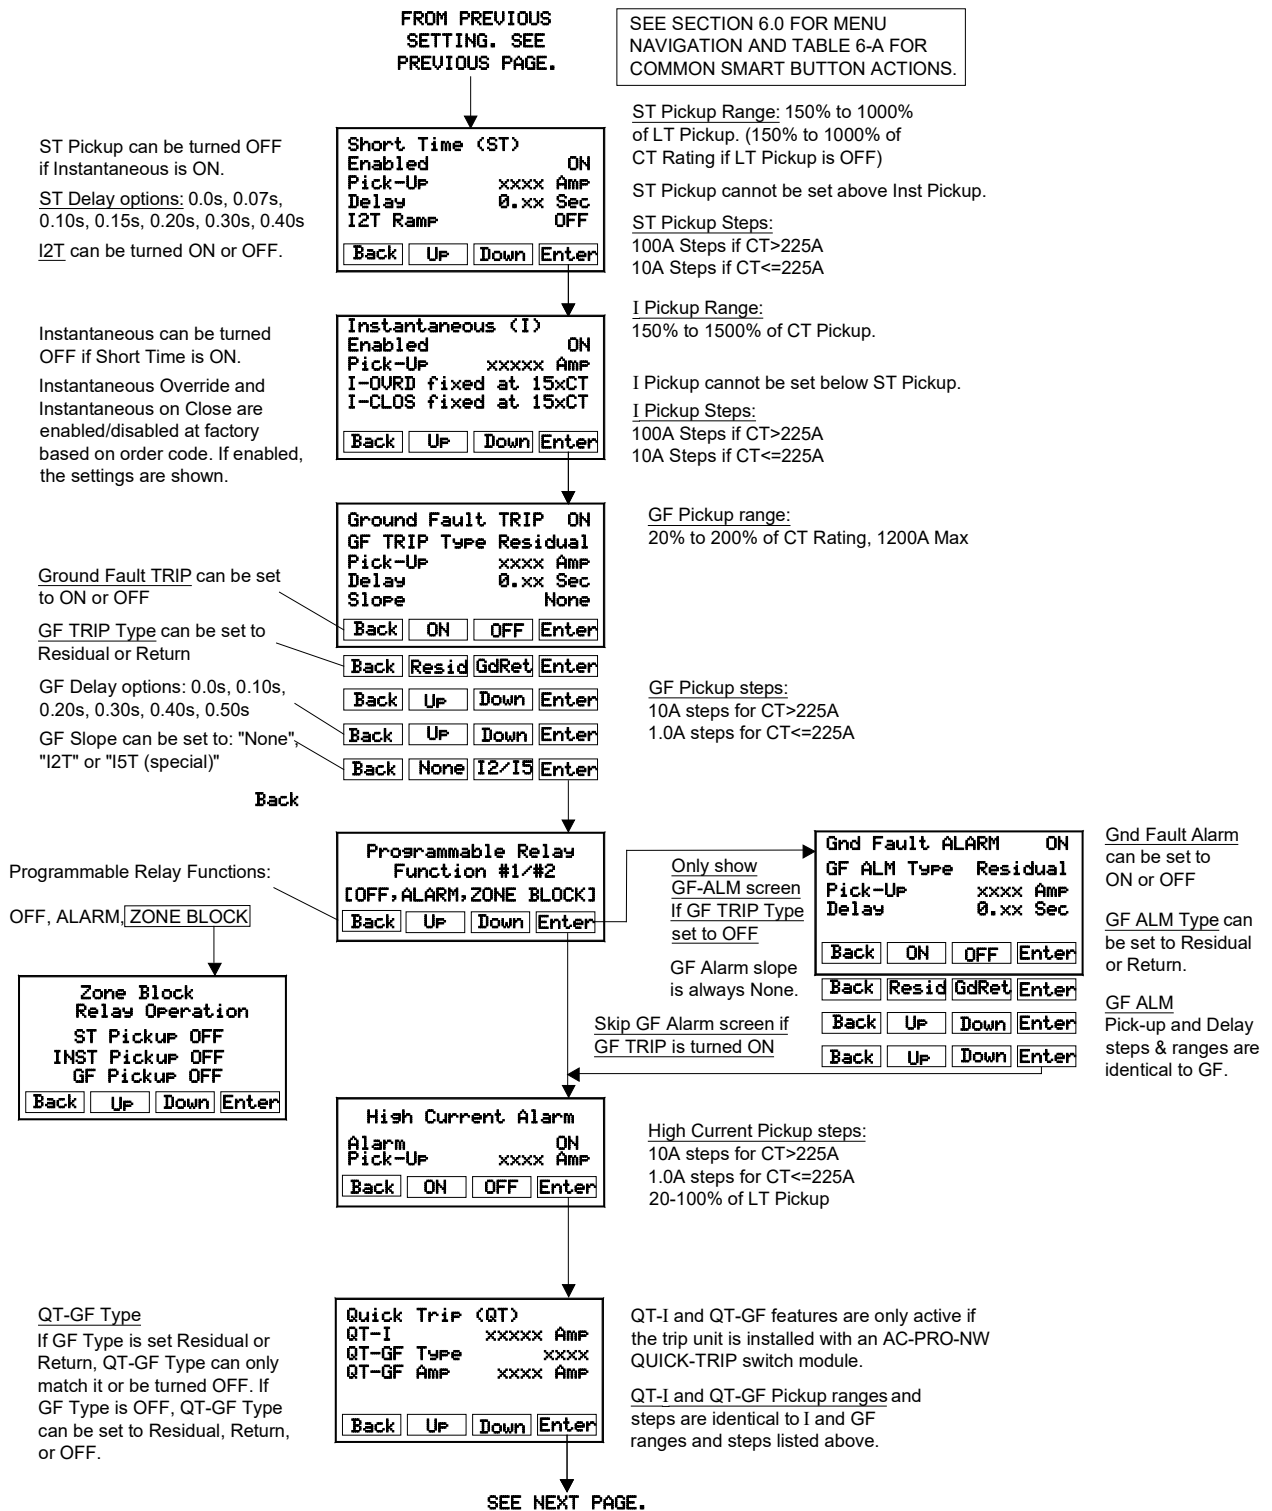 FROM PREVIOUS
SETTING. SEE
PREVIOUS PAGE.
SEE SECTION 6.0 FOR MENU
NAVIGATION AND TABLE 6-A FOR
COMMON SMART BUTTON ACTIONS.
ST Pickup can be turned OFF
if Instantaneous is ON.
ST Delay options: 0.0s, 0.07s,
0.10s, 0.15s, 0.20s, 0.30s, 0.40s
I2T can be turned ON or OFF.
Short Time (ST)
Enabled ON
Pick-Up xxxx Amp
Delay 0.xx Sec
I2T Ramp OFF
Back Up Down Enter
ST Pickup Range: 150% to 1000%
of LT Pickup. (150% to 1000% of
CT Rating if LT Pickup is OFF)
ST Pickup cannot be set above Inst Pickup.
ST Pickup Steps:
100A Steps if CT>225A
10A Steps if CT<=225A
Instantaneous can be turned
OFF if Short Time is ON.
Instantaneous Override and
Instantaneous on Close are
enabled/disabled at factory
based on order code. If enabled,
the settings are shown.
Instantaneous (I)
Enabled ON
Pick-Up xxxxx Amp
I-OVRD fixed at 15xCT
I-CLOS fixed at 15xCT
Back Up Down Enter
I Pickup Range:
150% to 1500% of CT Pickup.
I Pickup cannot be set below ST Pickup.
I Pickup Steps:
100A Steps if CT>225A
10A Steps if CT<=225A
Ground Fault TRIP ON
GF TRIP Type Residual
Pick-Up xxxx Amp
Delay 0.xx Sec
Slope None
Back ON OFF Enter
Back Resid GdRet Enter
Back Up Down Enter
Back Up Down Enter
Back None I2/I5 Enter
Ground Fault TRIP can be set
to ON or OFF
GF TRIP Type can be set to
Residual or Return
GF Delay options: 0.0s, 0.10s,
0.20s, 0.30s, 0.40s, 0.50s
GF Slope can be set to: "None",
"I2T" or "I5T (special)"
Back
GF Pickup range:
20% to 200% of CT Rating, 1200A Max
GF Pickup steps:
10A steps for CT>225A
1.0A steps for CT<=225A
Programmable Relay Functions:
OFF, ALARM, ZONE BLOCK
Programmable Relay
Function #1/#2
[OFF,ALARM,ZONE BLOCK]
Back Up Down Enter
Zone Block
Relay Operation
ST Pickup OFF
INST Pickup OFF
GF Pickup OFF
Back Up Down Enter
Only show
GF-ALM screen
If GF TRIP Type
set to OFF
GF Alarm slope
is always None.
Skip GF Alarm screen if
GF TRIP is turned ON
Gnd Fault ALARM ON
GF ALM Type Residual
Pick-Up xxxx Amp
Delay 0.xx Sec
Back ON OFF Enter
Back Resid GdRet Enter
Back Up Down Enter
Back Up Down Enter
Gnd Fault Alarm
can be set to
ON or OFF
GF ALM Type can
be set to Residual
or Return.
GF ALM
Pick-up and Delay
steps & ranges are
identical to GF.
High Current Alarm
Alarm ON
Pick-Up xxxx Amp
Back ON OFF Enter
High Current Pickup steps:
10A steps for CT>225A
1.0A steps for CT<=225A
20-100% of LT Pickup
QT-GF Type
If GF Type is set Residual or
Return, QT-GF Type can only
match it or be turned OFF. If
GF Type is OFF, QT-GF Type
can be set to Residual, Return,
or OFF.
Quick Trip (QT)
QT-I xxxxx Amp
QT-GF Type xxxx
QT-GF Amp xxxx Amp
Back Up Down Enter
QT-I and QT-GF features are only active if
the trip unit is installed with an AC-PRO-NW
QUICK-TRIP switch module.
QT-I and QT-GF Pickup ranges and
steps are identical to I and GF
ranges and steps listed above.
SEE NEXT PAGE.